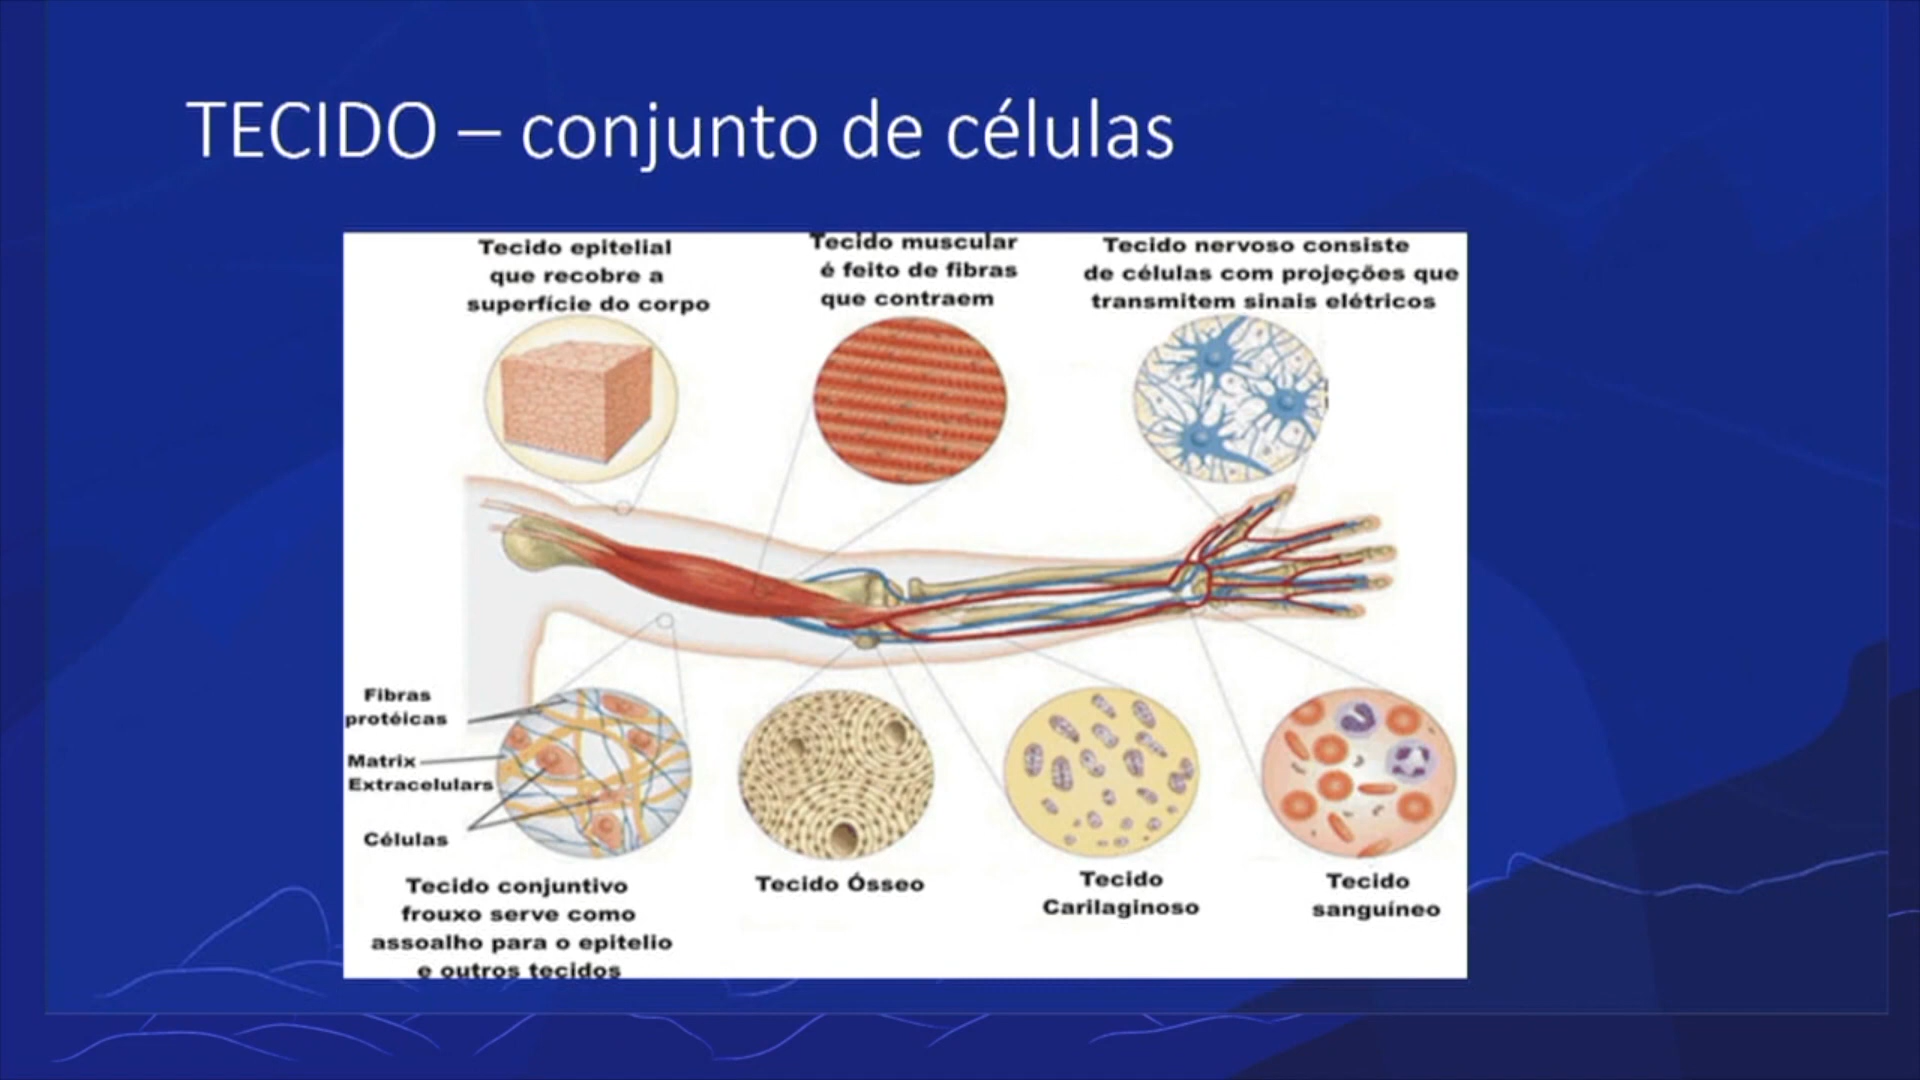 TECIDO – conjunto de células
Tecido epitelial
que recobre a
superfície do corpo
Tecido muscular
é feito de fibras
que contraem
Tecido nervoso consiste
de células com projeções que
transmitem sinais elétricos
Fibras
protéicas
Matrix
Extracelulars
Células
Tecido conjuntivo
frouxo serve como
assoalho para o epitelio
e outros tecidos
Tecido Ósseo
Tecido
Carilaginoso
Tecido
sanguíneo